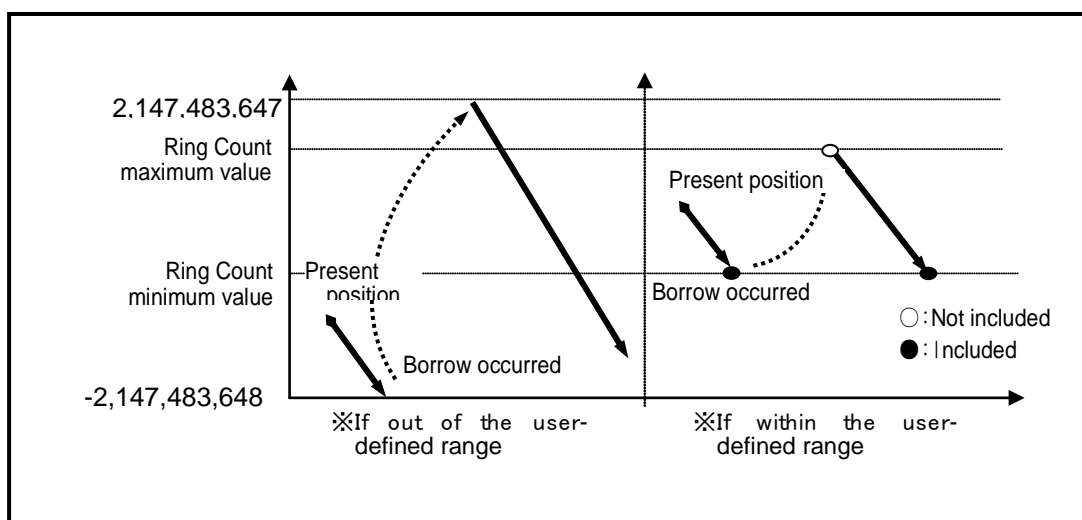 2,147,483,647
Ring Count
maximum value
Ring Count
minimum value
-2,147,483,648
Present
position
Borrow occurred
※If out of the user-
defined range
Present position
Borrow occurred
○:Not included
●:Included
※If within the user-
defined range